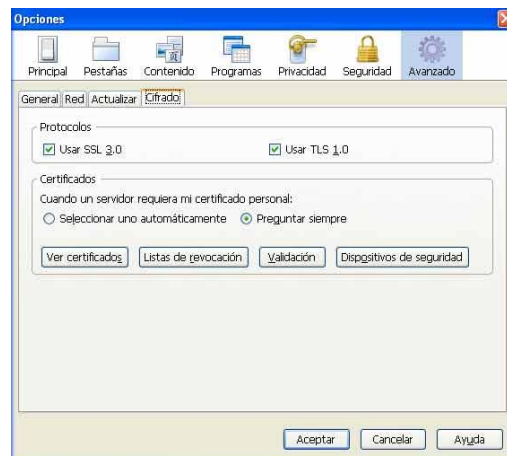 Opciones
Principal Pestañas Contenido Programas Privacidad Seguridad Avanzado
General Red Actualizar Cifrado
Protocolos
Usar SSL 3.0 Usar TLS 1.0
Certificados
Cuando un servidor requiera mi certificado personal:
Seleccionar uno automáticamente Preguntar siempre
Ver certificados Listas de revocación Validación Dispositivos de seguridad
Aceptar Cancelar Ayuda